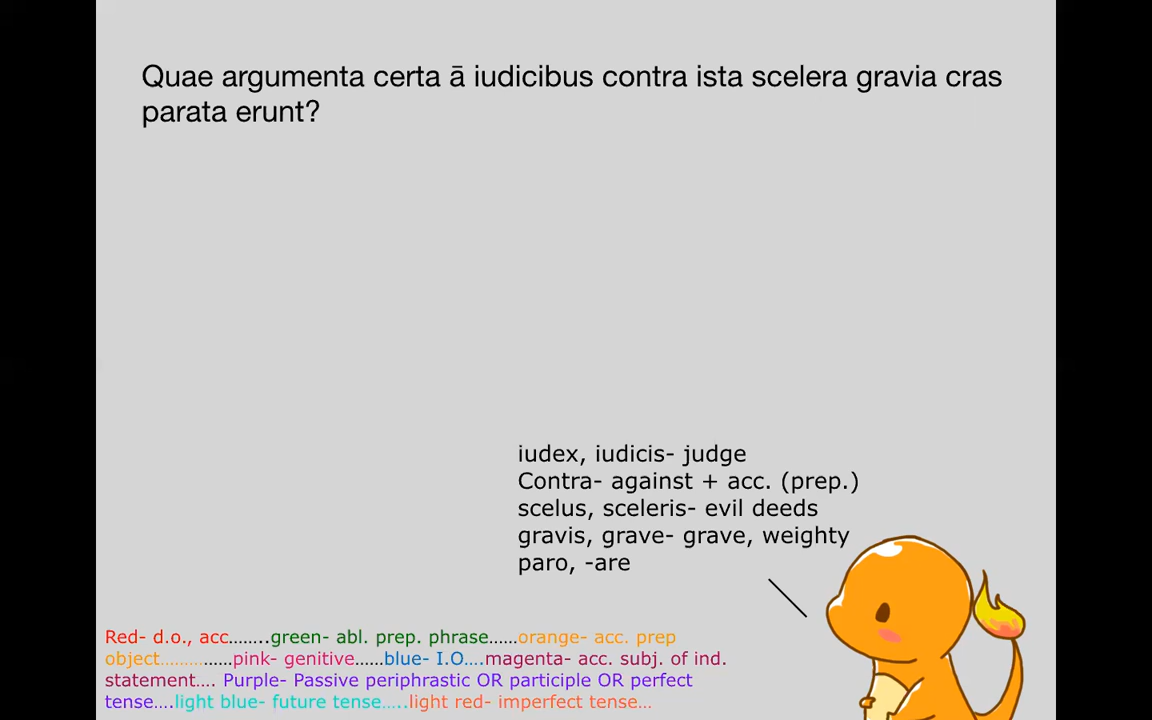 Quae argumenta certa ā iudicibus contra ista scelera gravia cras
parata erunt?
iudex, iudicis- judge
Contra- against + acc. (prep.)
scelus, sceleris- evil deeds
gravis, grave- grave, weighty
paro, -are
Red- d.o., acc……..green- abl. prep. phrase……orange- acc. prep
object……….……pink- genitive……blue- I.O….magenta- acc. subj. of ind.
statement…. Purple- Passive periphrastic OR participle OR perfect
tense….light blue- future tense…..light red- imperfect tense…